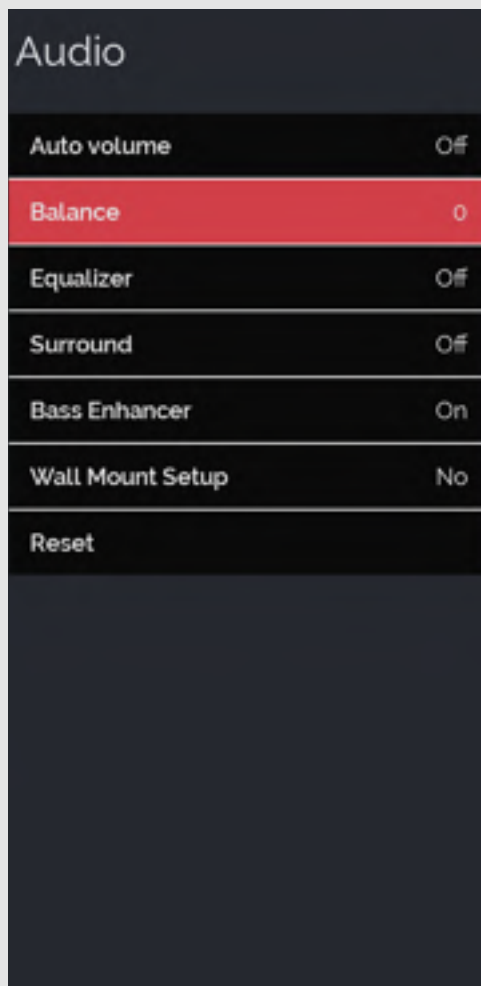 Audio
Auto volume Off
Balance 0
Equalizer Off
Surround Off
Bass Enhancer On
Wall Mount Setup No
Reset